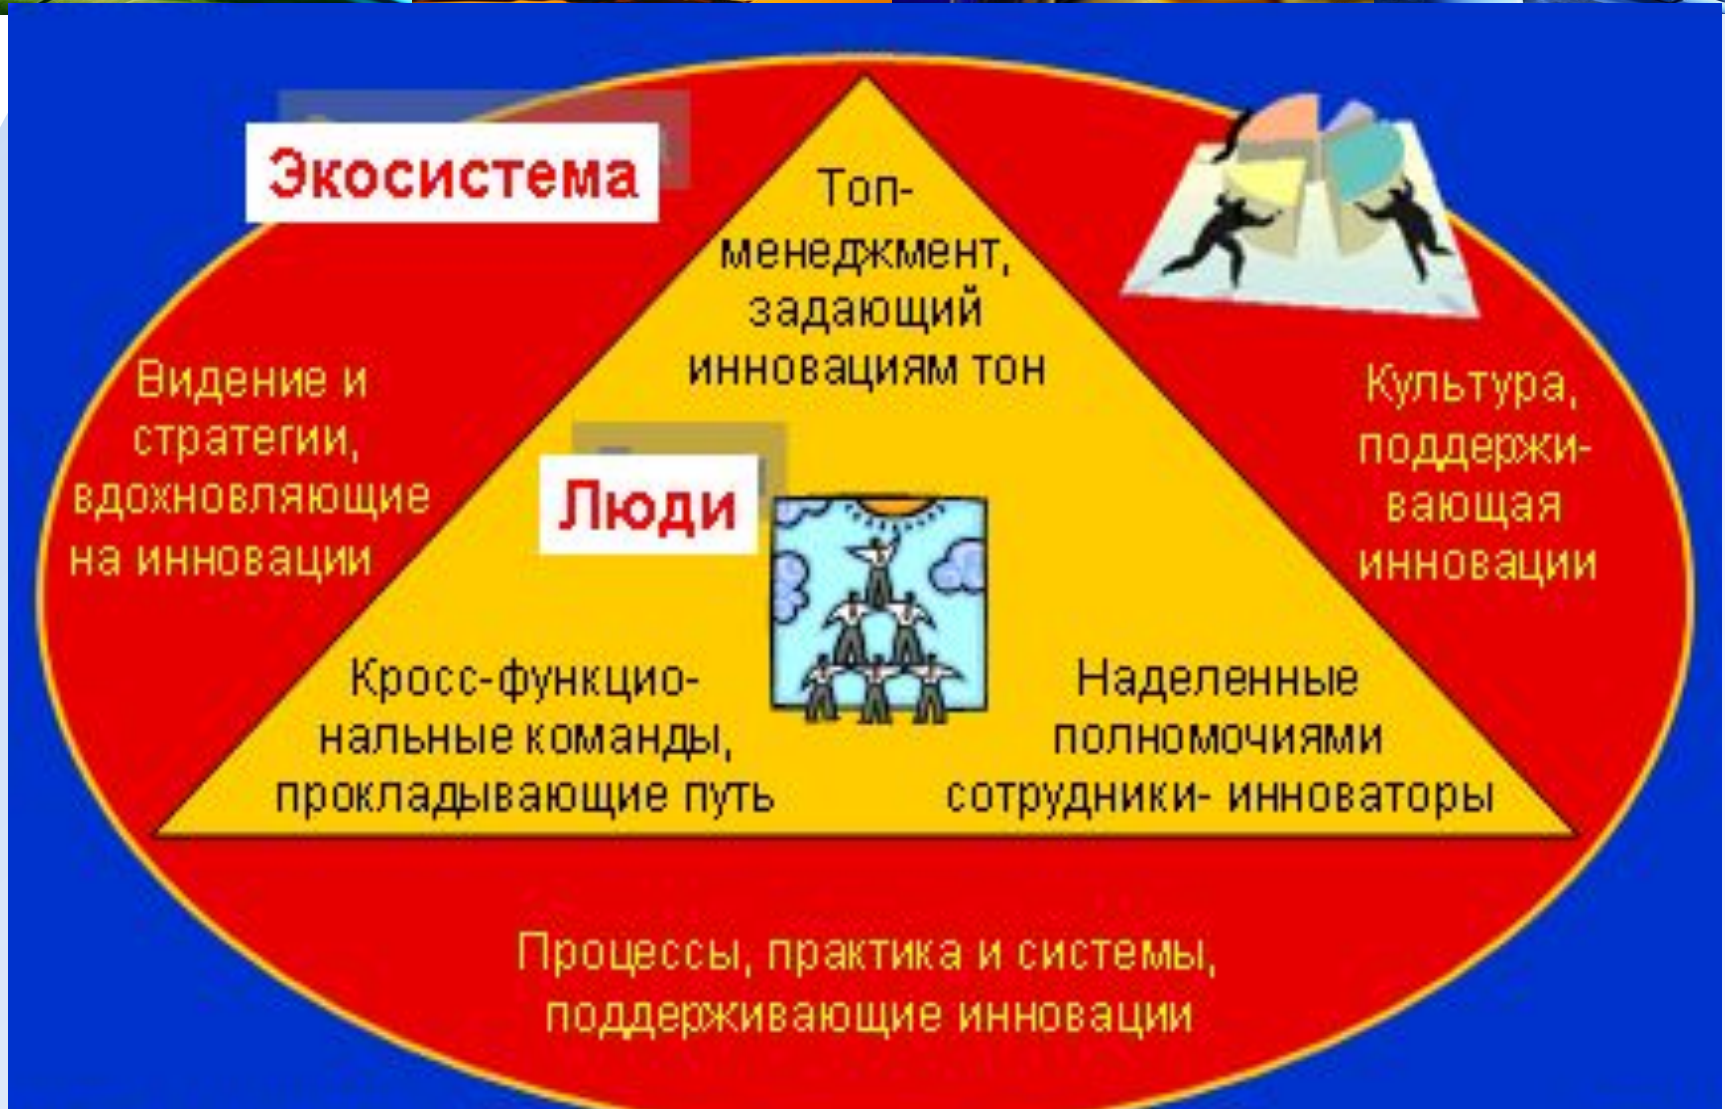 Экосистема
Топ-
менеджмент,
задающий
инновациям тон
Видение и
стратегии,
вдохновляющие
на инновации
Культура,
поддержи-
вающая
инновации
Люди
Кросс-функцио-
нальные команды,
прокладывающие путь
Наделенные
полномочиями
сотрудники- инноваторы
Процессы, практика и системы,
поддерживающие инновации